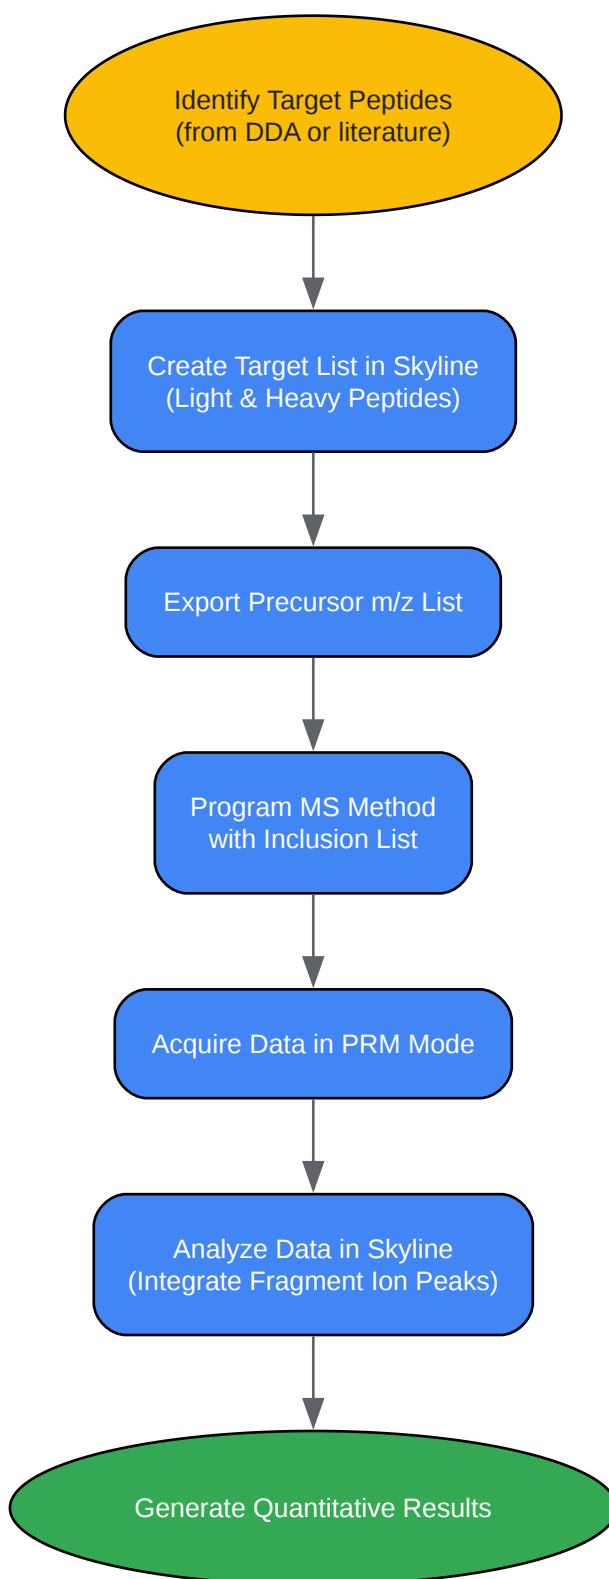 Identify Target Peptides
(from DDA or literature)
Create Target List in Skyline
(Light & Heavy Peptides)
Export Precursor m/z List
Program MS Method
with Inclusion List
Acquire Data in PRM Mode
Analyze Data in Skyline
(Integrate Fragment Ion Peaks)
Generate Quantitative Results